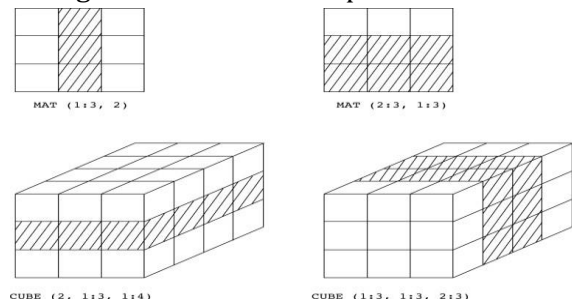 MAT (1:3, 2)
MAT (2:3, 1:3)
CUBE (2, 1:3, 1:4)
CUBE (1:3, 1:3, 2:3)